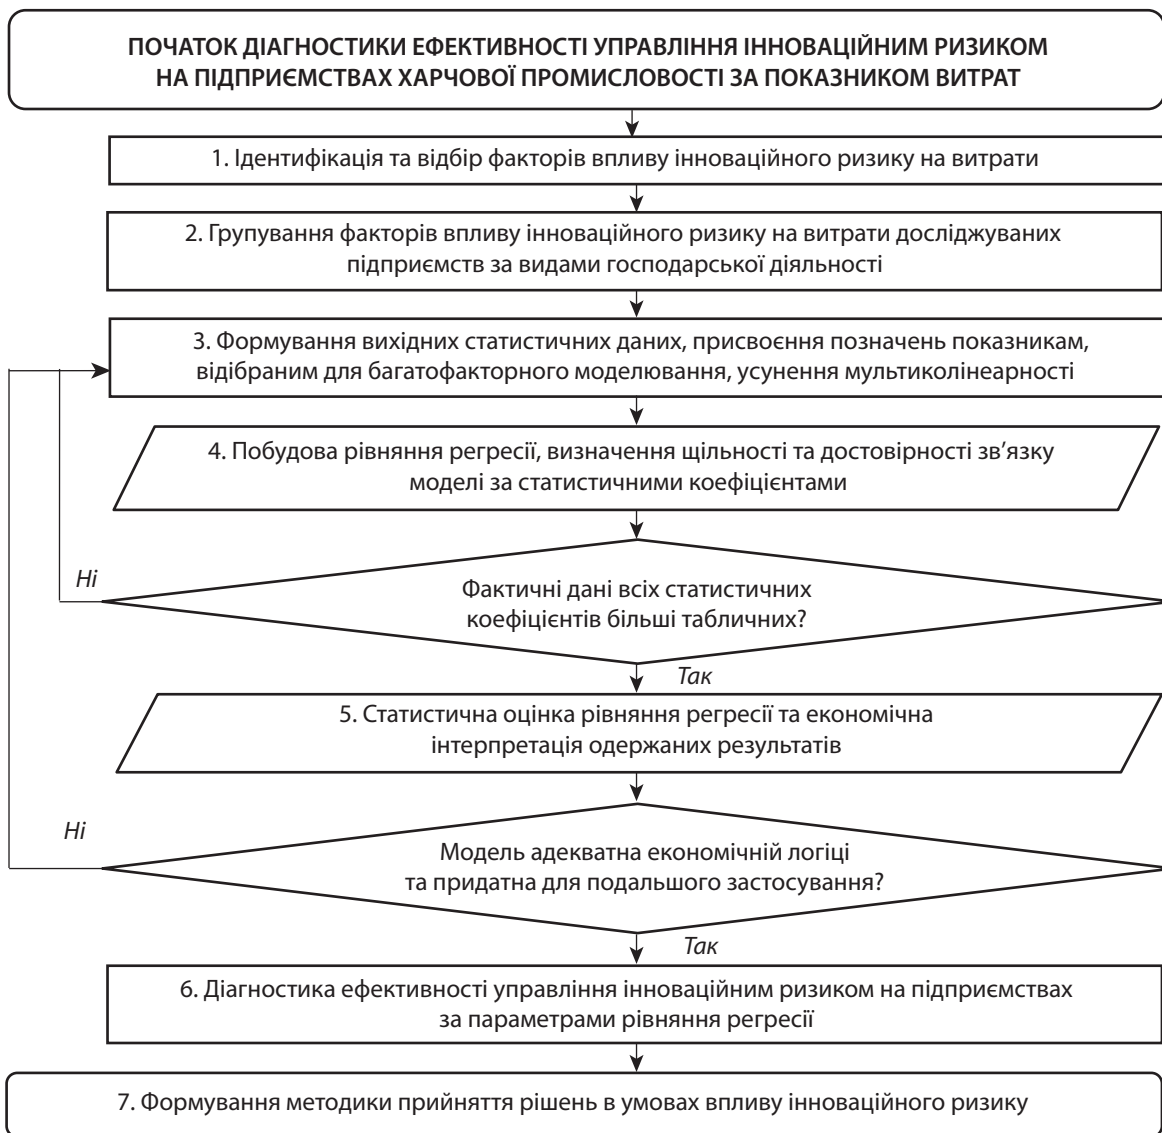 ПОЧАТОК ДІАГНОСТИКИ ЕФЕКТИВНОСТІ УПРАВЛІННЯ ІННОВАЦІЙНИМ РИЗИКОМ
НА ПІДПРИЄМСТВАХ ХАРЧОВОЇ ПРОМИСЛОВОСТІ ЗА ПОКАЗНИКОМ ВИТРАТ
1. Ідентифікація та відбір факторів впливу інноваційного ризику на витрати
2. Групування факторів впливу інноваційного ризику на витрати досліджуваних
підприємств за видами господарської діяльності
3. Формування вихідних статистичних даних, присвоєння позначень показникам,
відібраним для багатофакторного моделювання, усунення мультиколінеарності
4. Побудова рівняння регресії, визначення щільності та достовірності зв’язку
моделі за статистичними коефіцієнтами
Ні
Фактичні дані всіх статистичних
коефіцієнтів більші табличних?
Так
5. Статистична оцінка рівняння регресії та економічна
інтерпретація одержаних результатів
Ні
Модель адекватна економічній логіці
та придатна для подальшого застосування?
Так
6. Діагностика ефективності управління інноваційним ризиком на підприємствах
за параметрами рівняння регресії
7. Формування методики прийняття рішень в умовах впливу інноваційного ризику